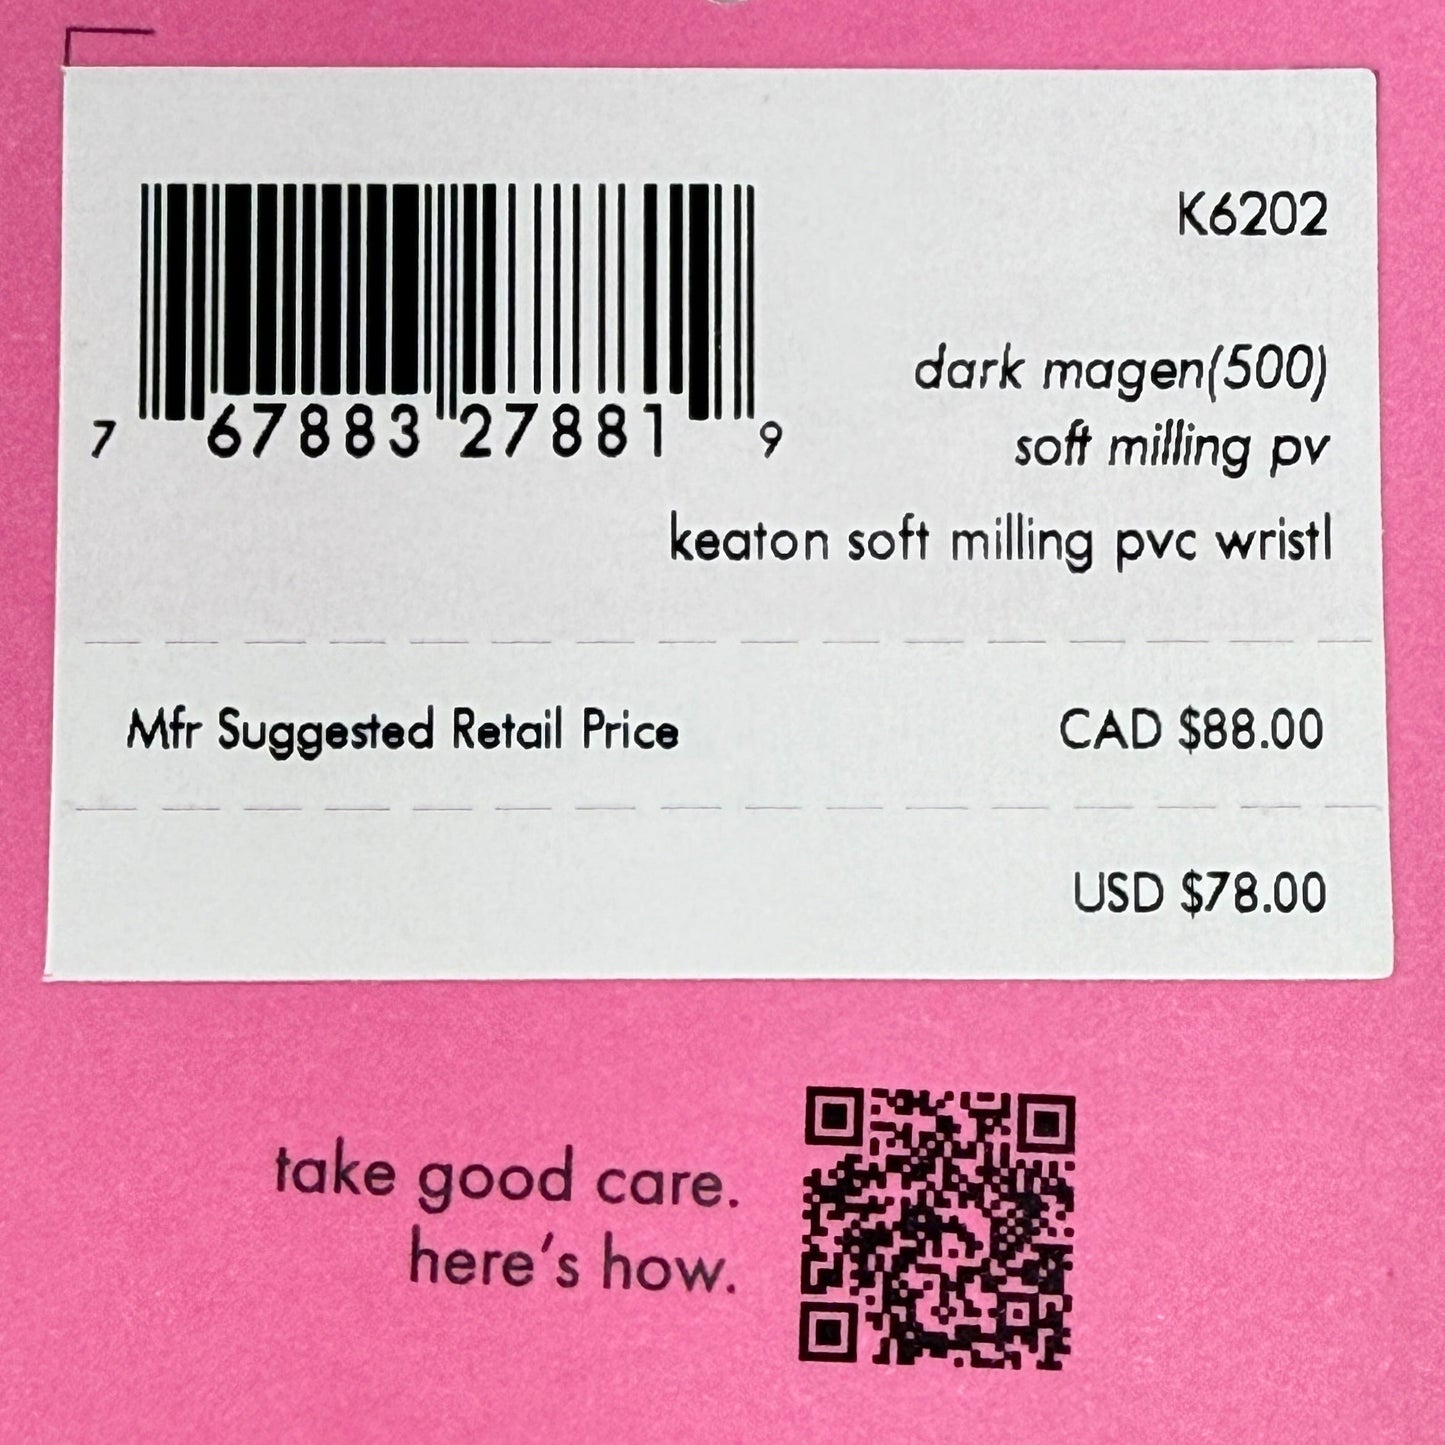 K6202
7 67883 27881 9
dark magen(500)
soft milling pv
keaton soft milling pvc wristl
Mfr Suggested Retail Price CAD $88.00
USD $78.00
take good care.
here's how.